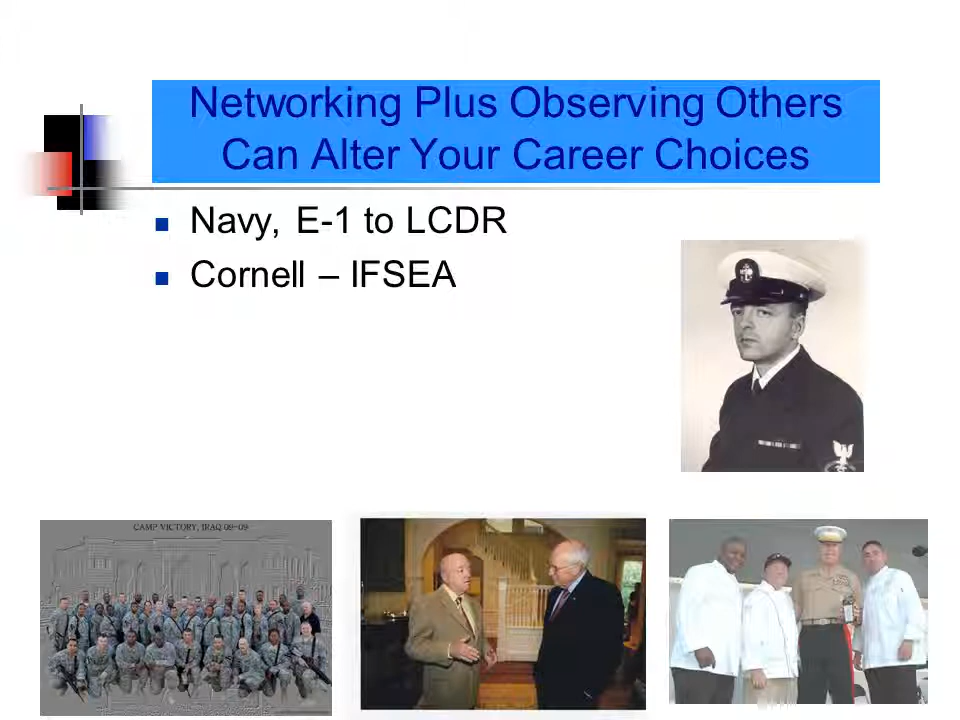 Networking Plus Observing Others
Can Alter Your Career Choices
Navy, E-1 to LCDR
Cornell – IFSEA
CAMP VICTORY, IRAQ 09-09